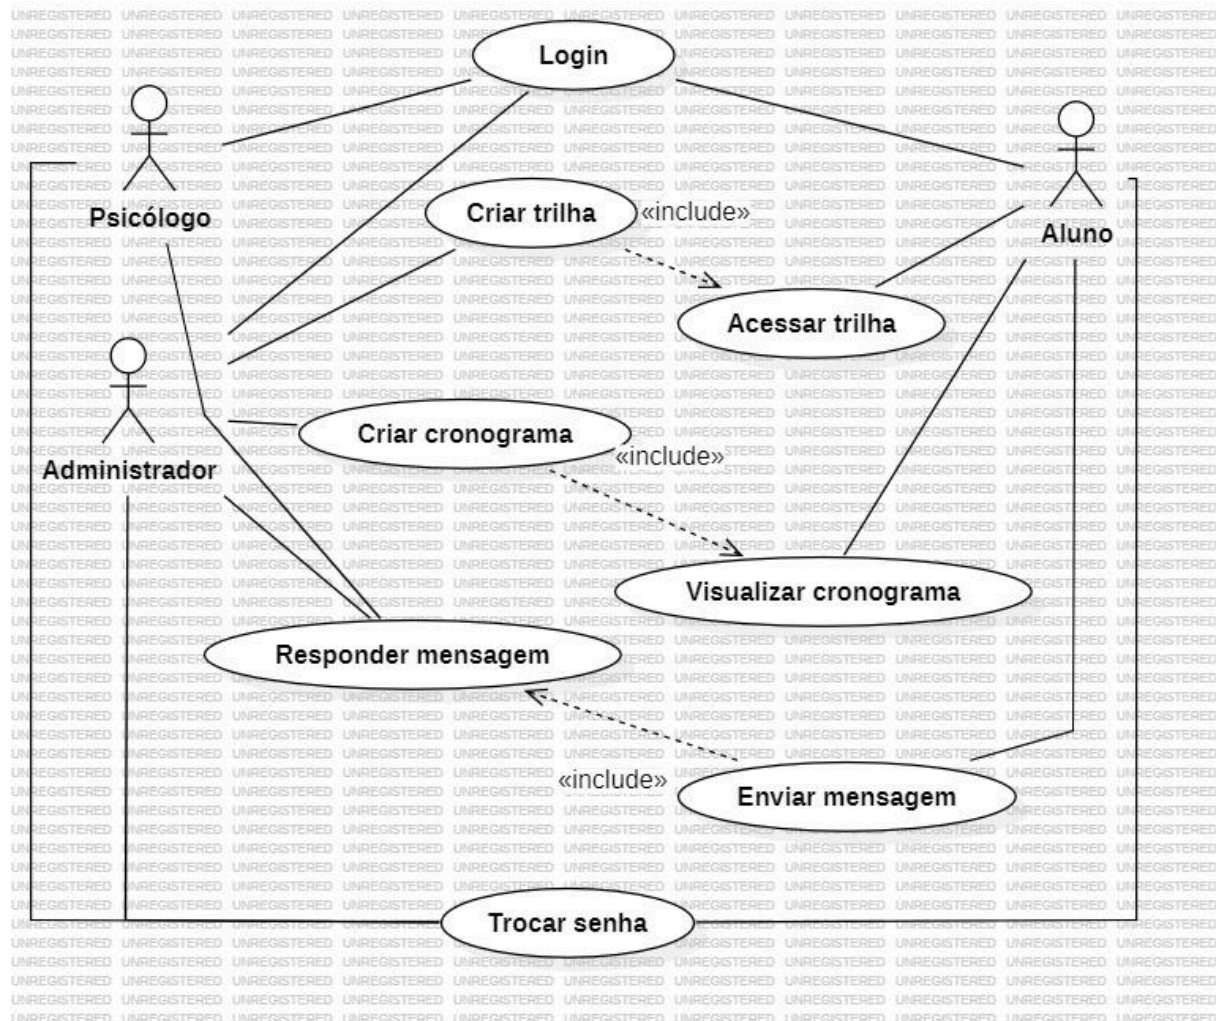 Login
Psicólogo
Criar trilha
«include»
Aluno
Acessar trilha
Criar cronograma
«include»
Administrador
Visualizar cronograma
Responder mensagem
«include»
Enviar mensagem
Trocar senha
UNREGISTERED